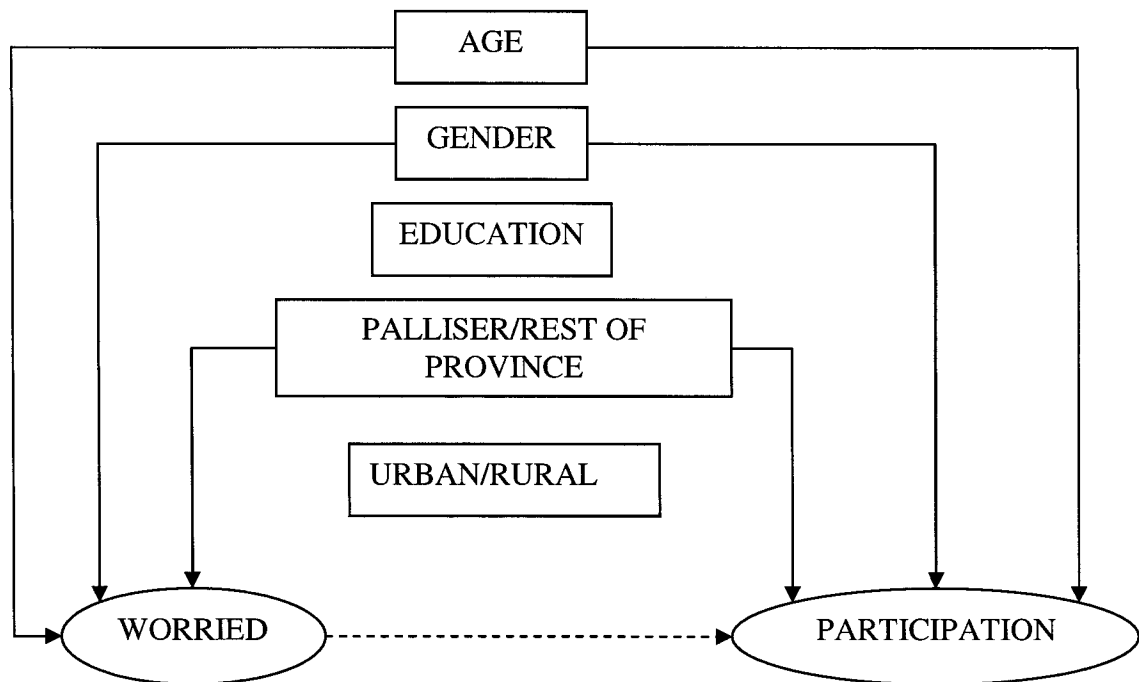 AGE
GENDER
EDUCATION
PALLISER/REST OF
PROVINCE
URBAN/RURAL
WORRIED
PARTICIPATION